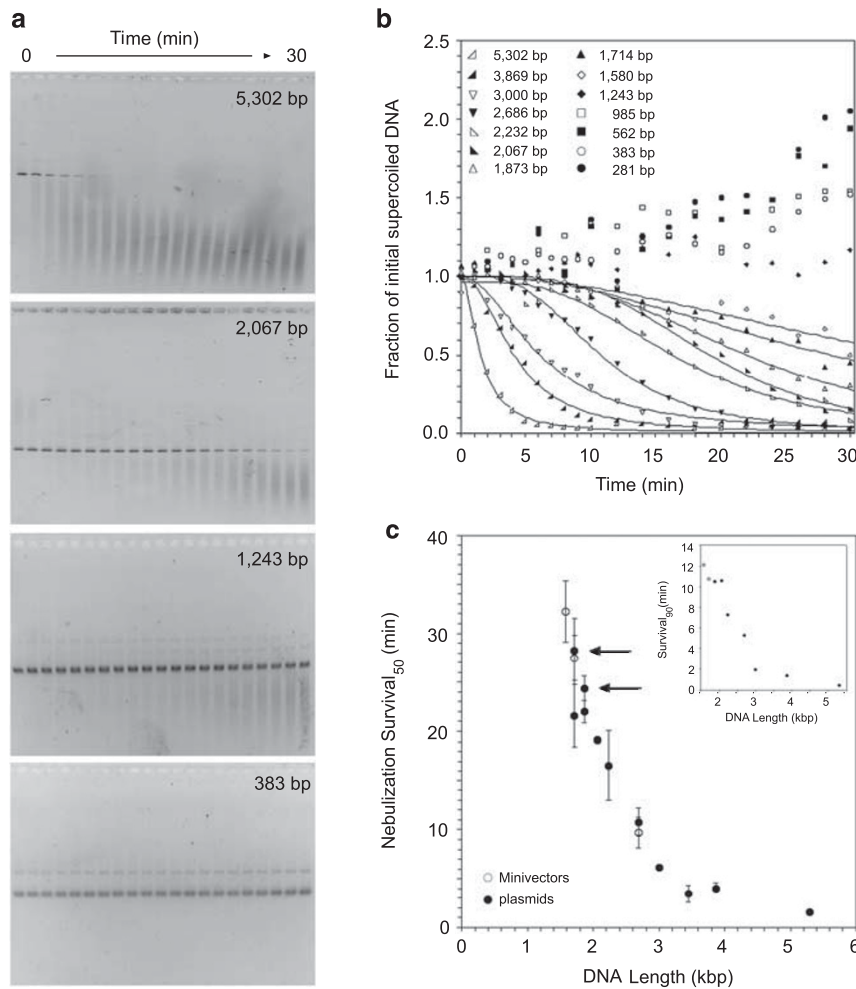 a
Time (min)
0 30
5,302 bp
2,067 bp
1,243 bp
383 bp
b
2.5
2.0
1.5
1.0
0.5
0.0
Fraction of initial supercoiled DNA
5,302 bp
3,869 bp
3,000 bp
2,686 bp
2,232 bp
2,067 bp
1,873 bp
1,714 bp
1,580 bp
1,243 bp
985 bp
562 bp
383 bp
281 bp
0 5 10 15 20 25 30
Time (min)
c
40
30
20
10
0
Nebulization Survival50 (min)
Minivectors
plasmids
0 1 2 3 4 5 6
DNA Length (kbp)
14
12
10
8
6
4
2
0
Survival90(min)
2 3 4 5
DNA Length (kbp)